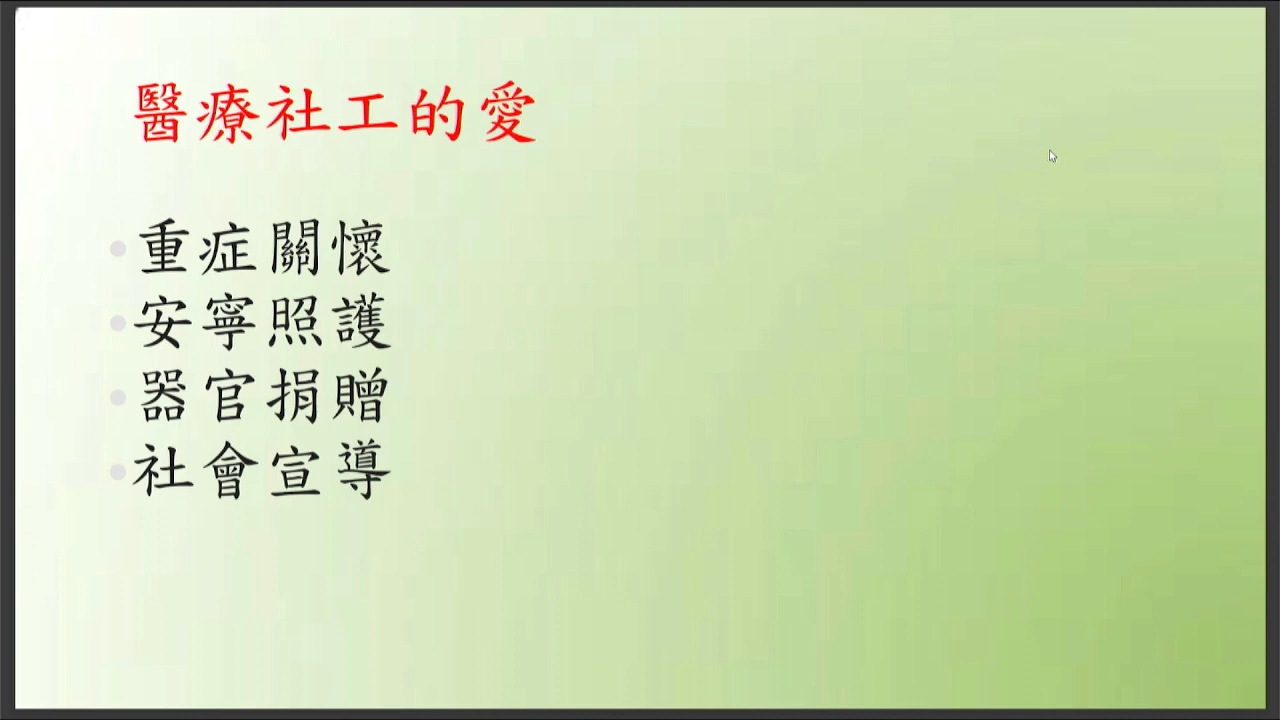 醫療社工的愛
重症關懷
安寧照護
器官捐贈
社會宣導